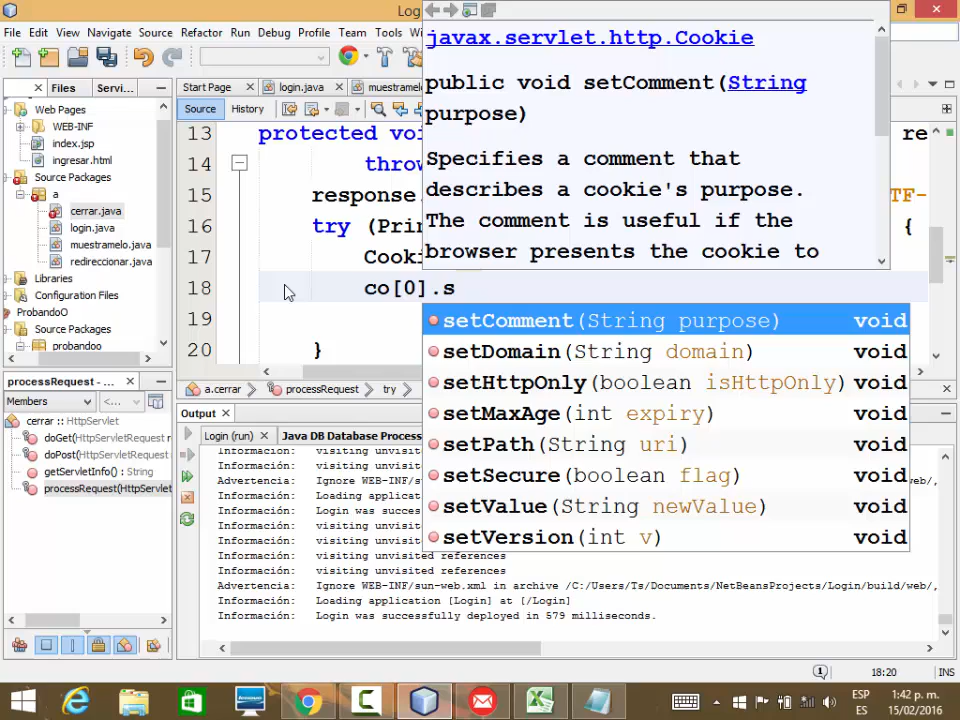 Log
File Edit View Navigate Source Refactor Run Debug Profile Team Tools Wi
<...>
Files Servi...
Web Pages
WEB-INF
index.jsp
ingresar.html
Source Packages
a
cerrar.java
login.java
muestramelo.java
redireccionar.java
Libraries
Configuration Files
ProbandoO
Source Packages
probandoo
processRequest - ...
Members <...
cerrar :: HttpServlet
doGet(HttpServletRequest r
doPost(HttpServletRequest
getServletInfo() : String
processRequest(HttpServlet
Start Page login.java muestramelo
Source History
13 protected voi re
14 throw
15 response. TF-
16 try (Prin {
17 Cooki
18 co[0].s
19
20 }
javax.servlet.http.Cookie
public void setComment(String
purpose)
Specifies a comment that
describes a cookie's purpose.
The comment is useful if the
browser presents the cookie to
setComment(String purpose) void
setDomain(String domain) void
setHttpOnly(boolean isHttpOnly) void
setMaxAge(int expiry) void
setPath(String uri) void
setSecure(boolean flag) void
setValue(String newValue) void
setVersion(int v) void
a.cerrar processRequest try
Output
Login (run) Java DB Database Process
Información: visiting unvisit
Información: visiting unvisit
Advertencia: Ignore WEB-INF/s web/,
Información: Loading applicat
Información: Login was succes
Información: visiting unvisit
Información: visiting unvisit
Información: visiting unvisited references
Información: visiting unvisited references
Advertencia: Ignore WEB-INF/sun-web.xml in archive /C:/Users/Ts/Documents/NetBeansProjects/Login/build/web/,
Información: Loading application [Login] at [/Login]
Información: Login was successfully deployed in 579 milliseconds.
18:20 INS
ESP
ES
1:42 p. m.
15/02/2016